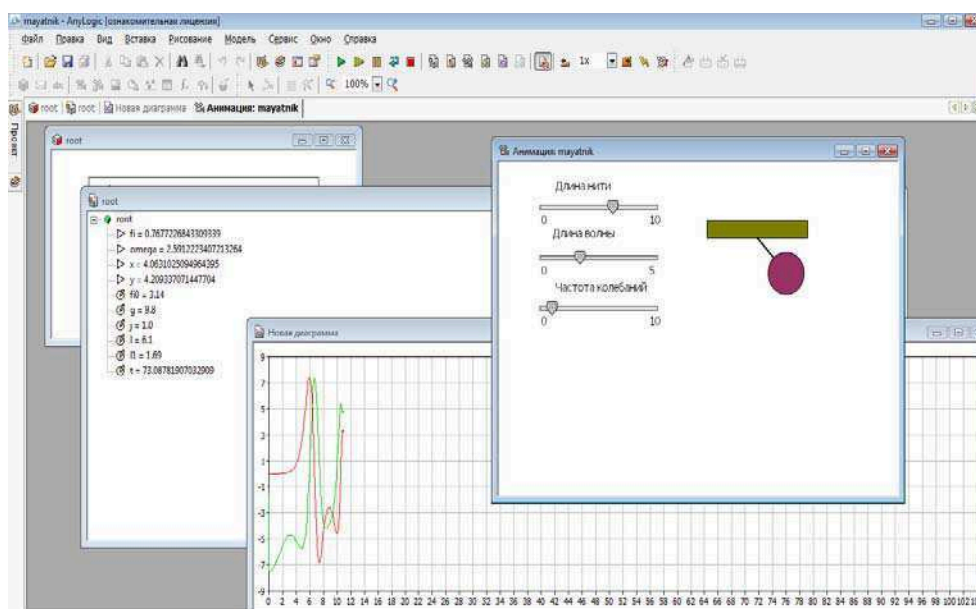 mayatnik - AnyLogic [ознакомительная лицензия]
Файл Правка Вид Вставка Рисование Модель Сервис Окно Справка
1x
100%
root root Новая диаграмма Анимация: mayatnik
Проект
root
root
root
fi = 0.7677226843309339
omega = 2.5912223407213264
x = 4.0631025094964395
y = 4.209337071447704
fi0 = 3.14
g = 9.8
j = 1.0
l = 6.1
l1 = 1.69
t = 73.08781907032909
Анимация: mayatnik
Длина нити
0 10
Длина волны
0 5
Частота колебаний
0 10
Новая диаграмма
9
7
5
3
1
-1
-3
-5
-7
-9
0 2 4 6 8 10 12 14 16 18 20 22 24 26 28 30 32 34 36 38 40 42 44 46 48 50 52 54 56 58 60 62 64 66 68 70 72 74 76 78 80 82 84 86 88 90 92 94 96 98 100